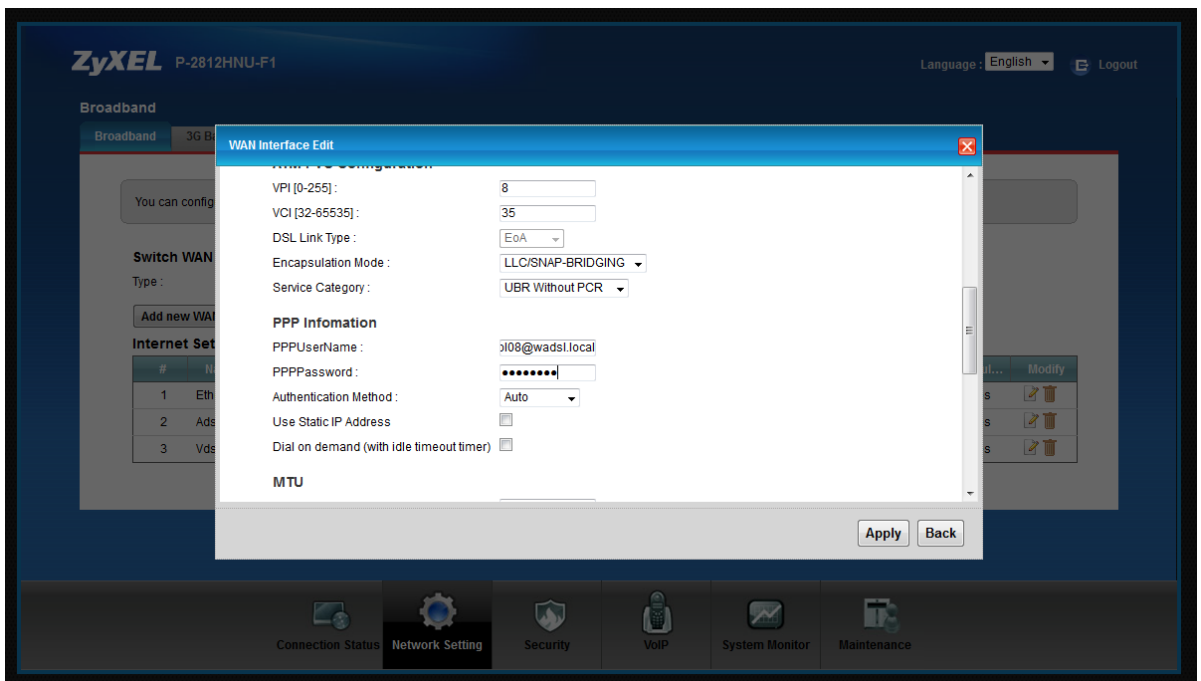 ZyXEL P-2812HNU-F1
Language : English
Logout
Broadband
Broadband
3G Ba
WAN Interface Edit
You can config
Switch WAN
Type :
Add new WAN
Internet Set
#
1 Eth
2 Ads
3 Vds
Modify
VPI [0-255] : 8
VCI [32-65535] : 35
DSL Link Type : EoA
Encapsulation Mode : LLC/SNAP-BRIDGING
Service Category : UBR Without PCR
PPP Infomation
PPPUserName : l08@wadsl.local
PPPPassword : ••••••••
Authentication Method : Auto
Use Static IP Address
Dial on demand (with idle timeout timer)
MTU
Apply
Back
Connection Status
Network Setting
Security
VoIP
System Monitor
Maintenance